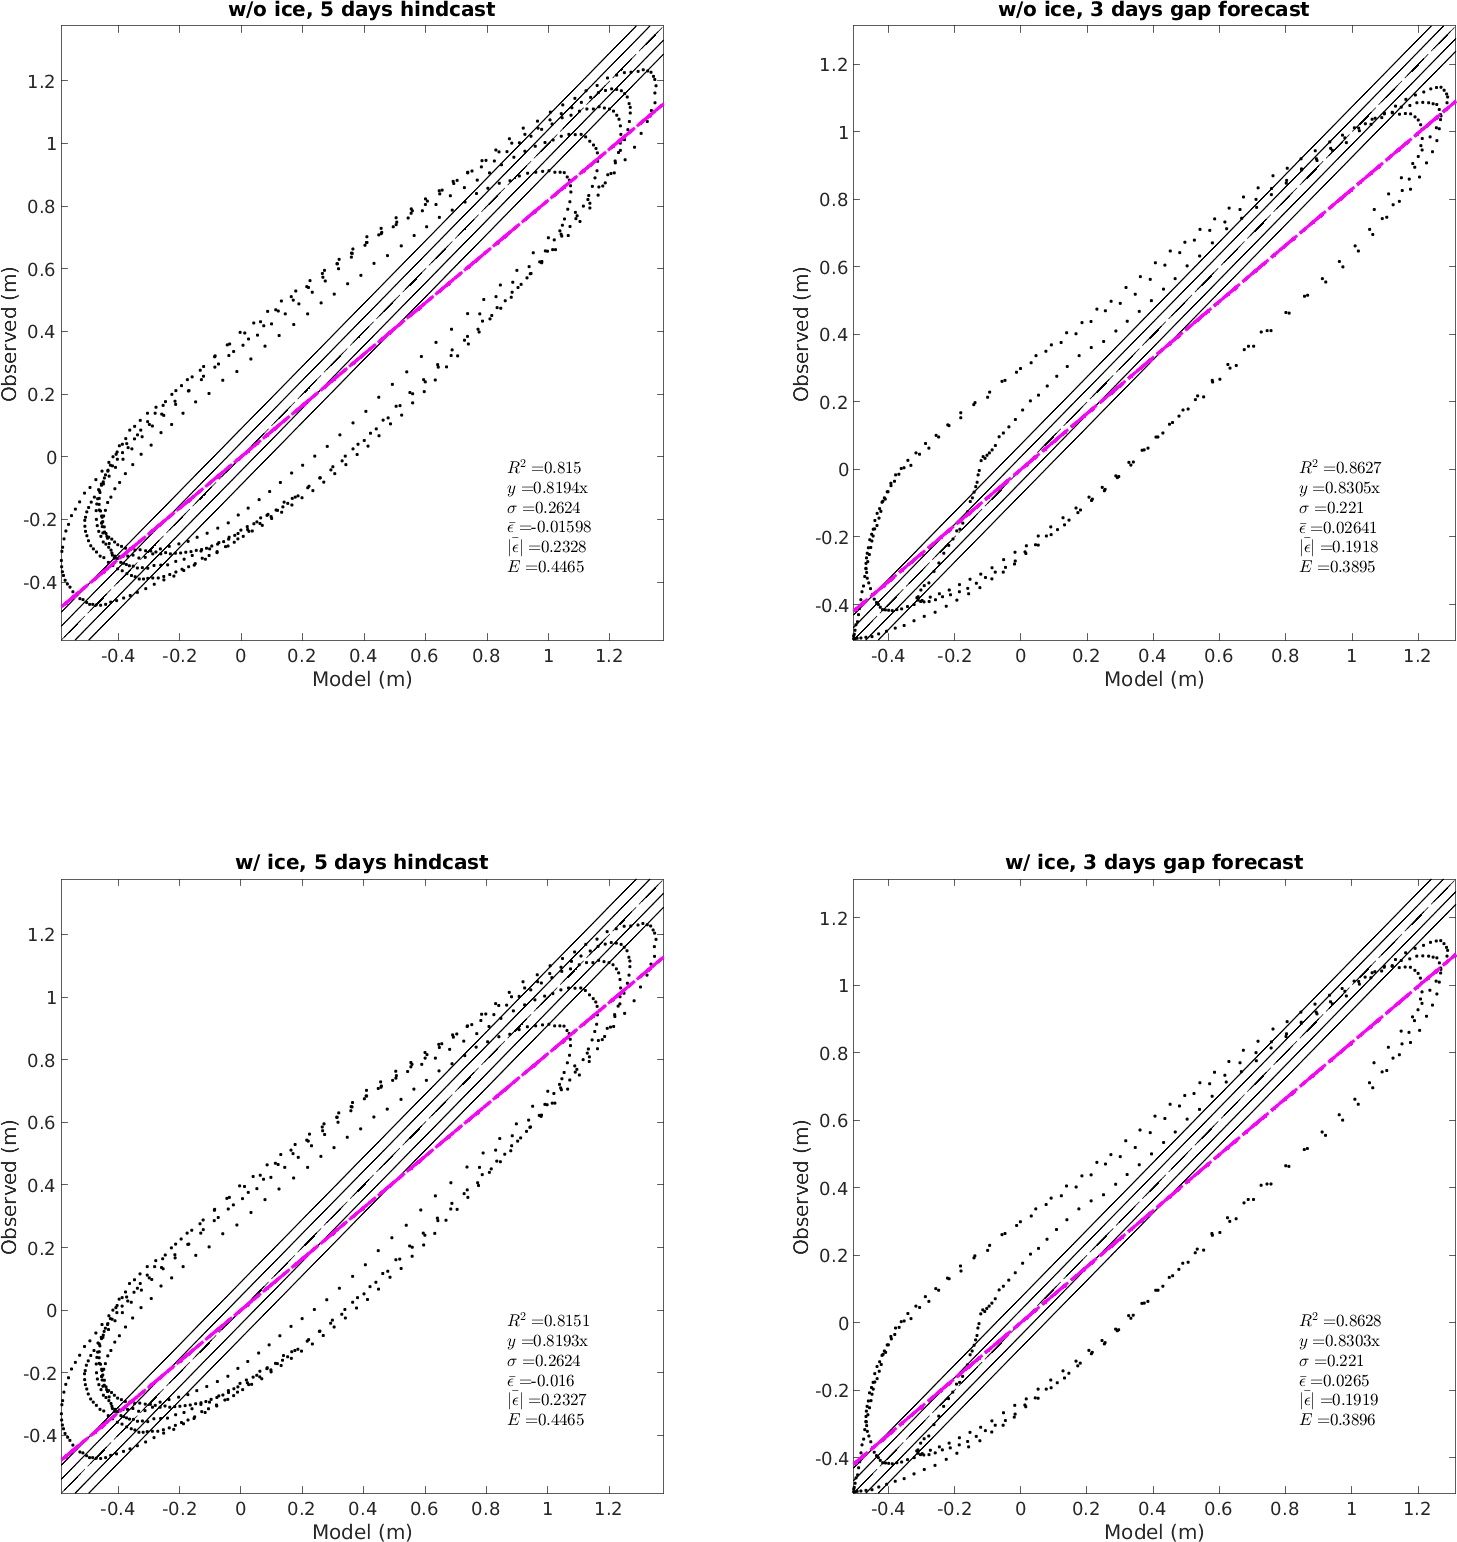 w/o ice, 5 days hindcast
1.2
1
0.8
0.6
0.4
0.2
0
-0.2
-0.4
Observed (m)
R² =0.815
y =0.8194x
σ =0.2624
ε̄ =-0.01598
|ε̄| =0.2328
E =0.4465
-0.4 -0.2 0 0.2 0.4 0.6 0.8 1 1.2
Model (m)
w/o ice, 3 days gap forecast
1.2
1
0.8
0.6
0.4
0.2
0
-0.2
-0.4
Observed (m)
R² =0.8627
y =0.8305x
σ =0.221
ε̄ =0.02641
|ε̄| =0.1918
E =0.3895
-0.4 -0.2 0 0.2 0.4 0.6 0.8 1 1.2
Model (m)
w/ ice, 5 days hindcast
1.2
1
0.8
0.6
0.4
0.2
0
-0.2
-0.4
Observed (m)
R² =0.8151
y =0.8193x
σ =0.2624
ε̄ =-0.016
|ε̄| =0.2327
E =0.4465
-0.4 -0.2 0 0.2 0.4 0.6 0.8 1 1.2
Model (m)
w/ ice, 3 days gap forecast
1.2
1
0.8
0.6
0.4
0.2
0
-0.2
-0.4
Observed (m)
R² =0.8628
y =0.8303x
σ =0.221
ε̄ =0.0265
|ε̄| =0.1919
E =0.3896
-0.4 -0.2 0 0.2 0.4 0.6 0.8 1 1.2
Model (m)